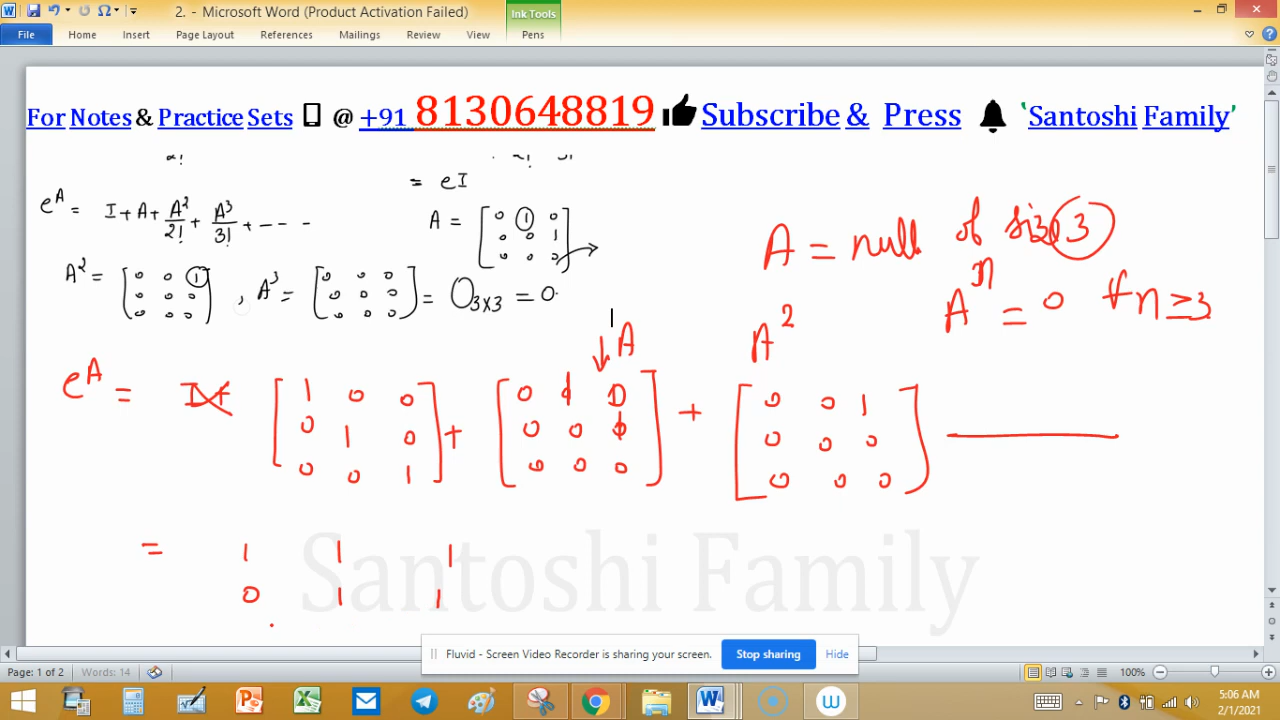 2. - Microsoft Word (Product Activation Failed)
Ink Tools
File Home Insert Page Layout References Mailings Review View Pens
For Notes & Practice Sets @ +91 8130648819 Subscribe & Press 'Santoshi Family'
2! 2! 3!
= eI
e^A = I + A + A²/2! + A³/3! + - - - -
A = [0 1 0
0 0 1
0 0 0]
A² = [0 0 1
0 0 0
0 0 0] , A³ = [0 0 0
0 0 0
0 0 0] = O3×3 = 0
A = null of size 3
A^n = 0 ∀ n ≥ 3
A A²
e^A = I+ [1 0 0
0 1 0
0 0 1] + [0 1 0
0 0 1
0 0 0] + [0 0 1
0 0 0
0 0 0]
= 1 1 1
0 1 1
Santoshi Family
Fluvid - Screen Video Recorder is sharing your screen. Stop sharing Hide
Page: 1 of 2 Words: 14 100%
5:06 AM
2/1/2021